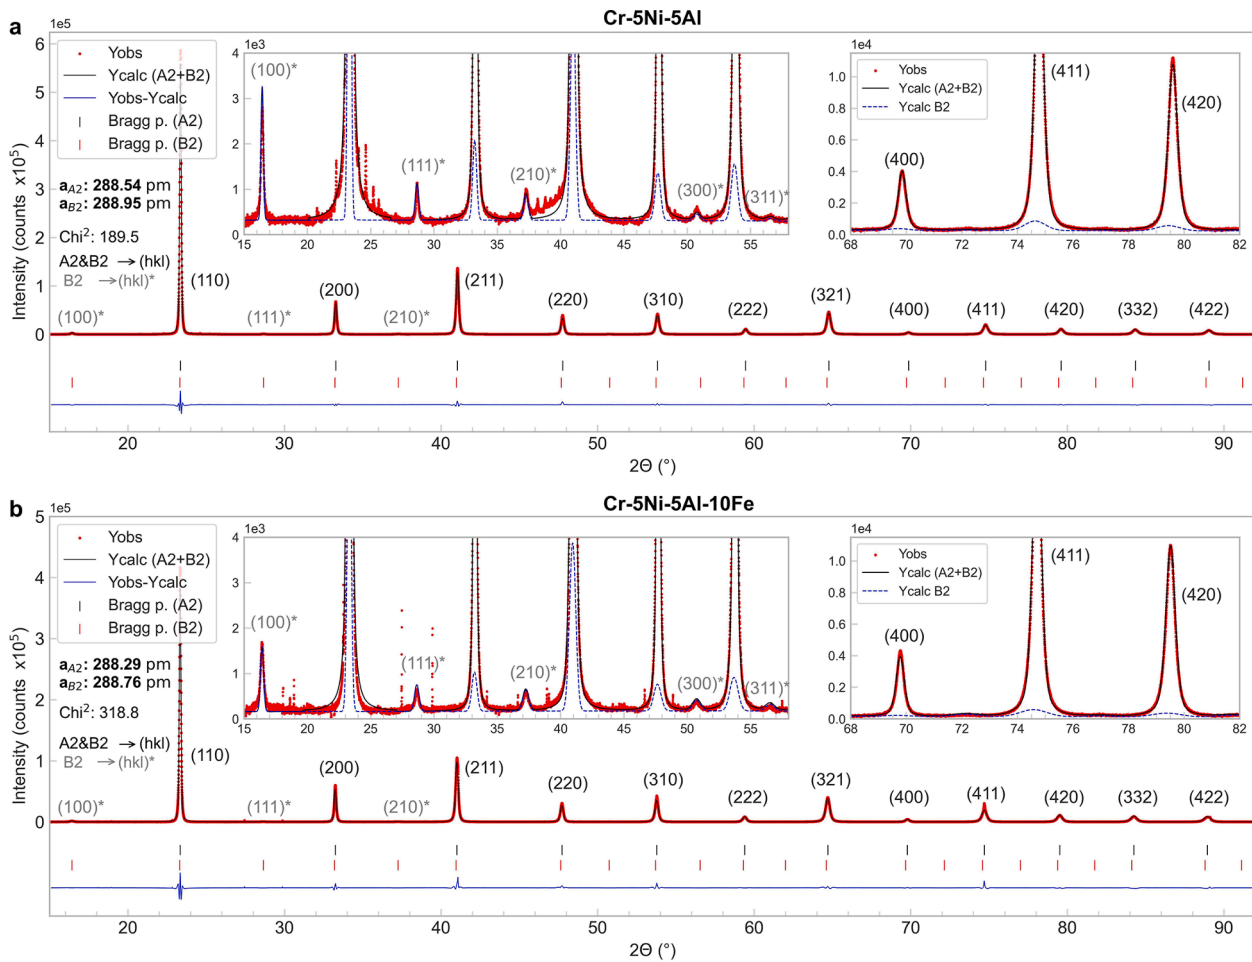 Cr-5Ni-5Al
a
1e5
Yobs
Ycalc (A2+B2)
Yobs-Ycalc
Bragg p. (A2)
Bragg p. (B2)
a_A2: 288.54 pm
a_B2: 288.95 pm
Chi²: 189.5
A2&B2 →(hkl)
B2 →(hkl)*
Intensity (counts x10⁵)
6
5
4
3
2
1
0
1e3
4
3
2
1
0
(100)*
(111)*
(210)*
(300)*
(311)*
15 20 25 30 35 40 45 50 55
1e4
1.0
0.8
0.6
0.4
0.2
0.0
Yobs
Ycalc (A2+B2)
Ycalc B2
(400)
(411)
(420)
68 70 72 74 76 78 80 82
(100)* (110) (111)* (200) (210)* (211) (220) (310) (222) (321) (400) (411) (420) (332) (422)
20 30 40 50 60 70 80 90
2Θ (°)
Cr-5Ni-5Al-10Fe
b
1e5
Yobs
Ycalc (A2+B2)
Yobs-Ycalc
Bragg p. (A2)
Bragg p. (B2)
a_A2: 288.29 pm
a_B2: 288.76 pm
Chi²: 318.8
A2&B2 →(hkl)
B2 →(hkl)*
Intensity (counts x10⁵)
5
4
3
2
1
0
1e3
4
3
2
1
0
(100)*
(111)*
(210)*
(300)*
(311)*
15 20 25 30 35 40 45 50 55
1e4
1.0
0.8
0.6
0.4
0.2
0.0
Yobs
Ycalc (A2+B2)
Ycalc B2
(400)
(411)
(420)
68 70 72 74 76 78 80 82
(100)* (110) (111)* (200) (210)* (211) (220) (310) (222) (321) (400) (411) (420) (332) (422)
20 30 40 50 60 70 80 90
2Θ (°)